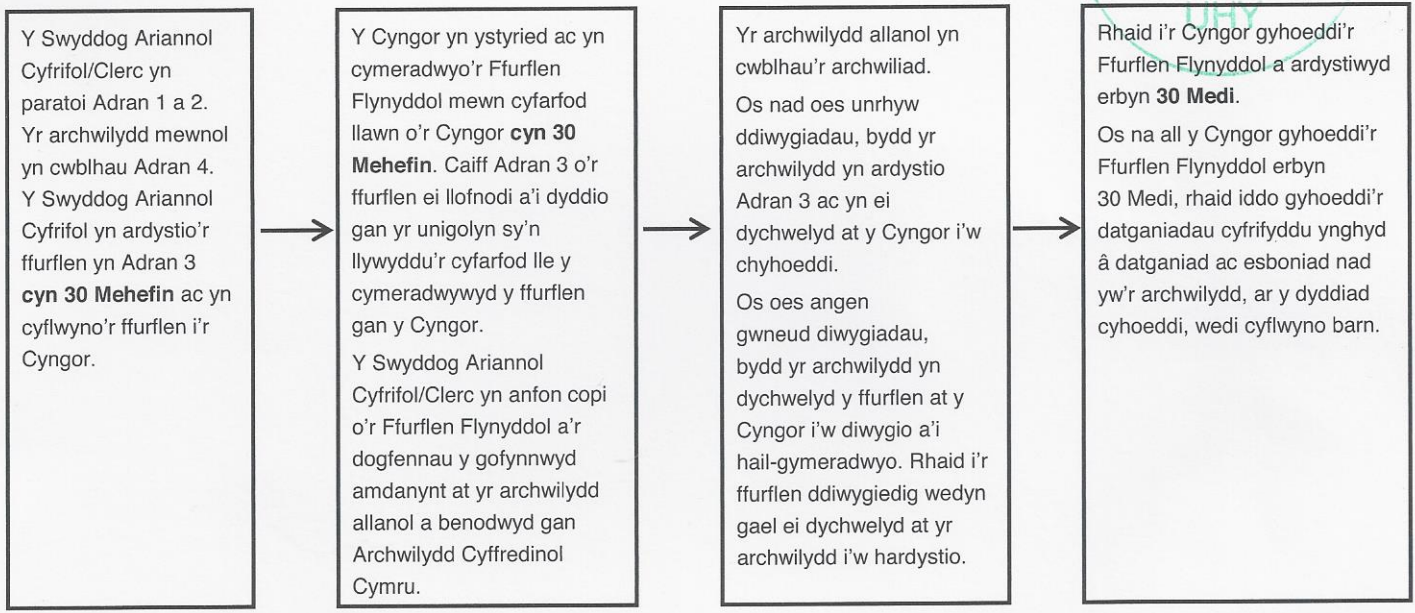 Y Swyddog Ariannol
Cyfrifol/Clerc yn
paratoi Adran 1 a 2.
Yr archwilydd mewnol
yn cwblhau Adran 4.
Y Swyddog Ariannol
Cyfrifol yn ardystio'r
ffurflen yn Adran 3
cyn 30 Mehefin ac yn
cyflwyno'r ffurflen i'r
Cyngor.
Y Cyngor yn ystyried ac yn
cymeradwyo'r Ffurflen
Flynyddol mewn cyfarfod
llawn o'r Cyngor cyn 30
Mehefin. Caiff Adran 3 o'r
ffurflen ei llofnodi a'i dyddio
gan yr unigolyn sy'n
llywyddu'r cyfarfod lle y
cymeradwywyd y ffurflen
gan y Cyngor.
Y Swyddog Ariannol
Cyfrifol/Clerc yn anfon copi
o'r Ffurflen Flynyddol a'r
dogfennau y gofynnwyd
amdanynt at yr archwilydd
allanol a benodwyd gan
Archwilydd Cyffredinol
Cymru.
Yr archwilydd allanol yn
cwblhau'r archwiliad.
Os nad oes unrhyw
ddiwygiadau, bydd yr
archwilydd yn ardystio
Adran 3 ac yn ei
dychwelyd at y Cyngor i'w
chyhoeddi.
Os oes angen
gwneud diwygiadau,
bydd yr archwilydd yn
dychwelyd y ffurflen at y
Cyngor i'w diwygio a'i
hail-gymeradwyo. Rhaid i'r
ffurflen ddiwygiedig wedyn
gael ei dychwelyd at yr
archwilydd i'w hardystio.
UHY
Rhaid i'r Cyngor gyhoeddi'r
Ffurflen Flynyddol a ardystiwyd
erbyn 30 Medi.
Os na all y Cyngor gyhoeddi'r
Ffurflen Flynyddol erbyn
30 Medi, rhaid iddo gyhoeddi'r
datganiadau cyfrifyddu ynghyd
â datganiad ac esboniad nad
yw'r archwilydd, ar y dyddiad
cyhoeddi, wedi cyflwyno barn.